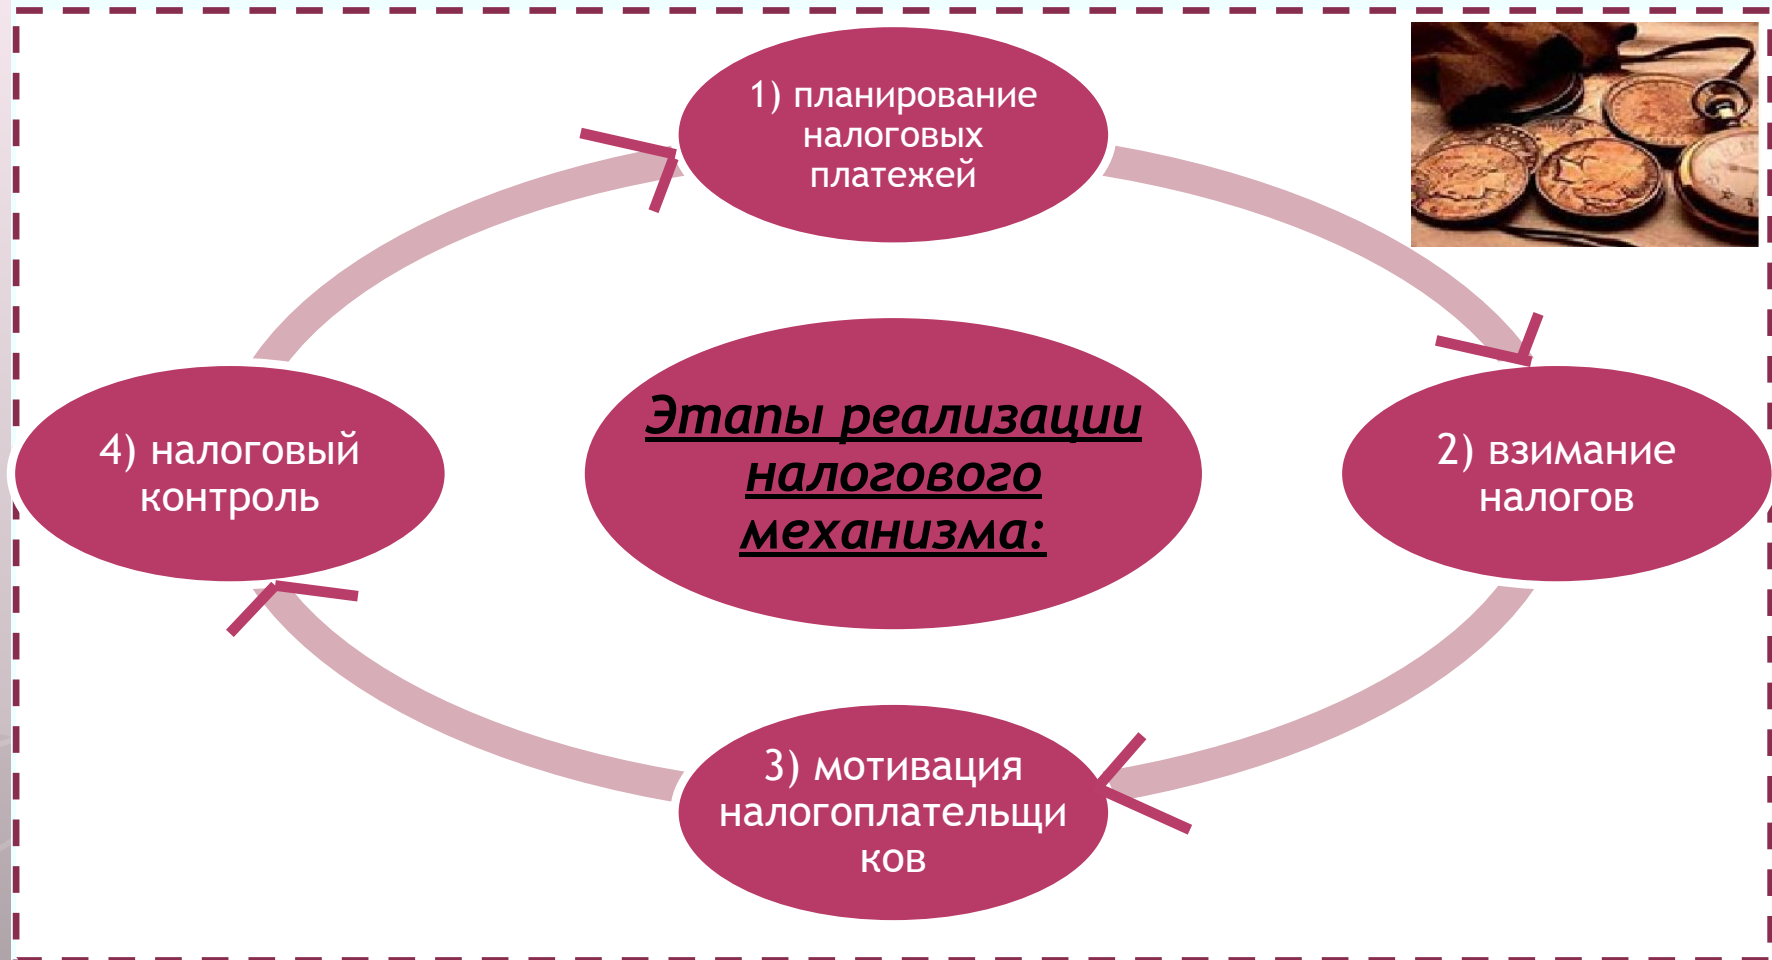 1) планирование
налоговых
платежей
Этапы реализации
налогового
механизма:
4) налоговый
контроль
2) взимание
налогов
3) мотивация
налогоплательщи
ков